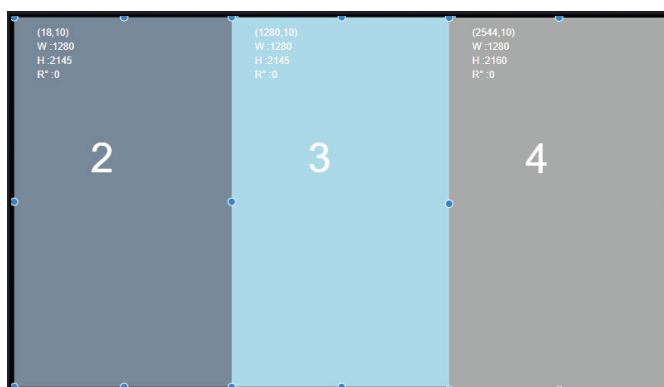 (18,10)
W :1280
H :2145
R° :0
2
(1280,10)
W :1280
H :2145
R° :0
3
(2544,10)
W :1280
H :2160
R° :0
4